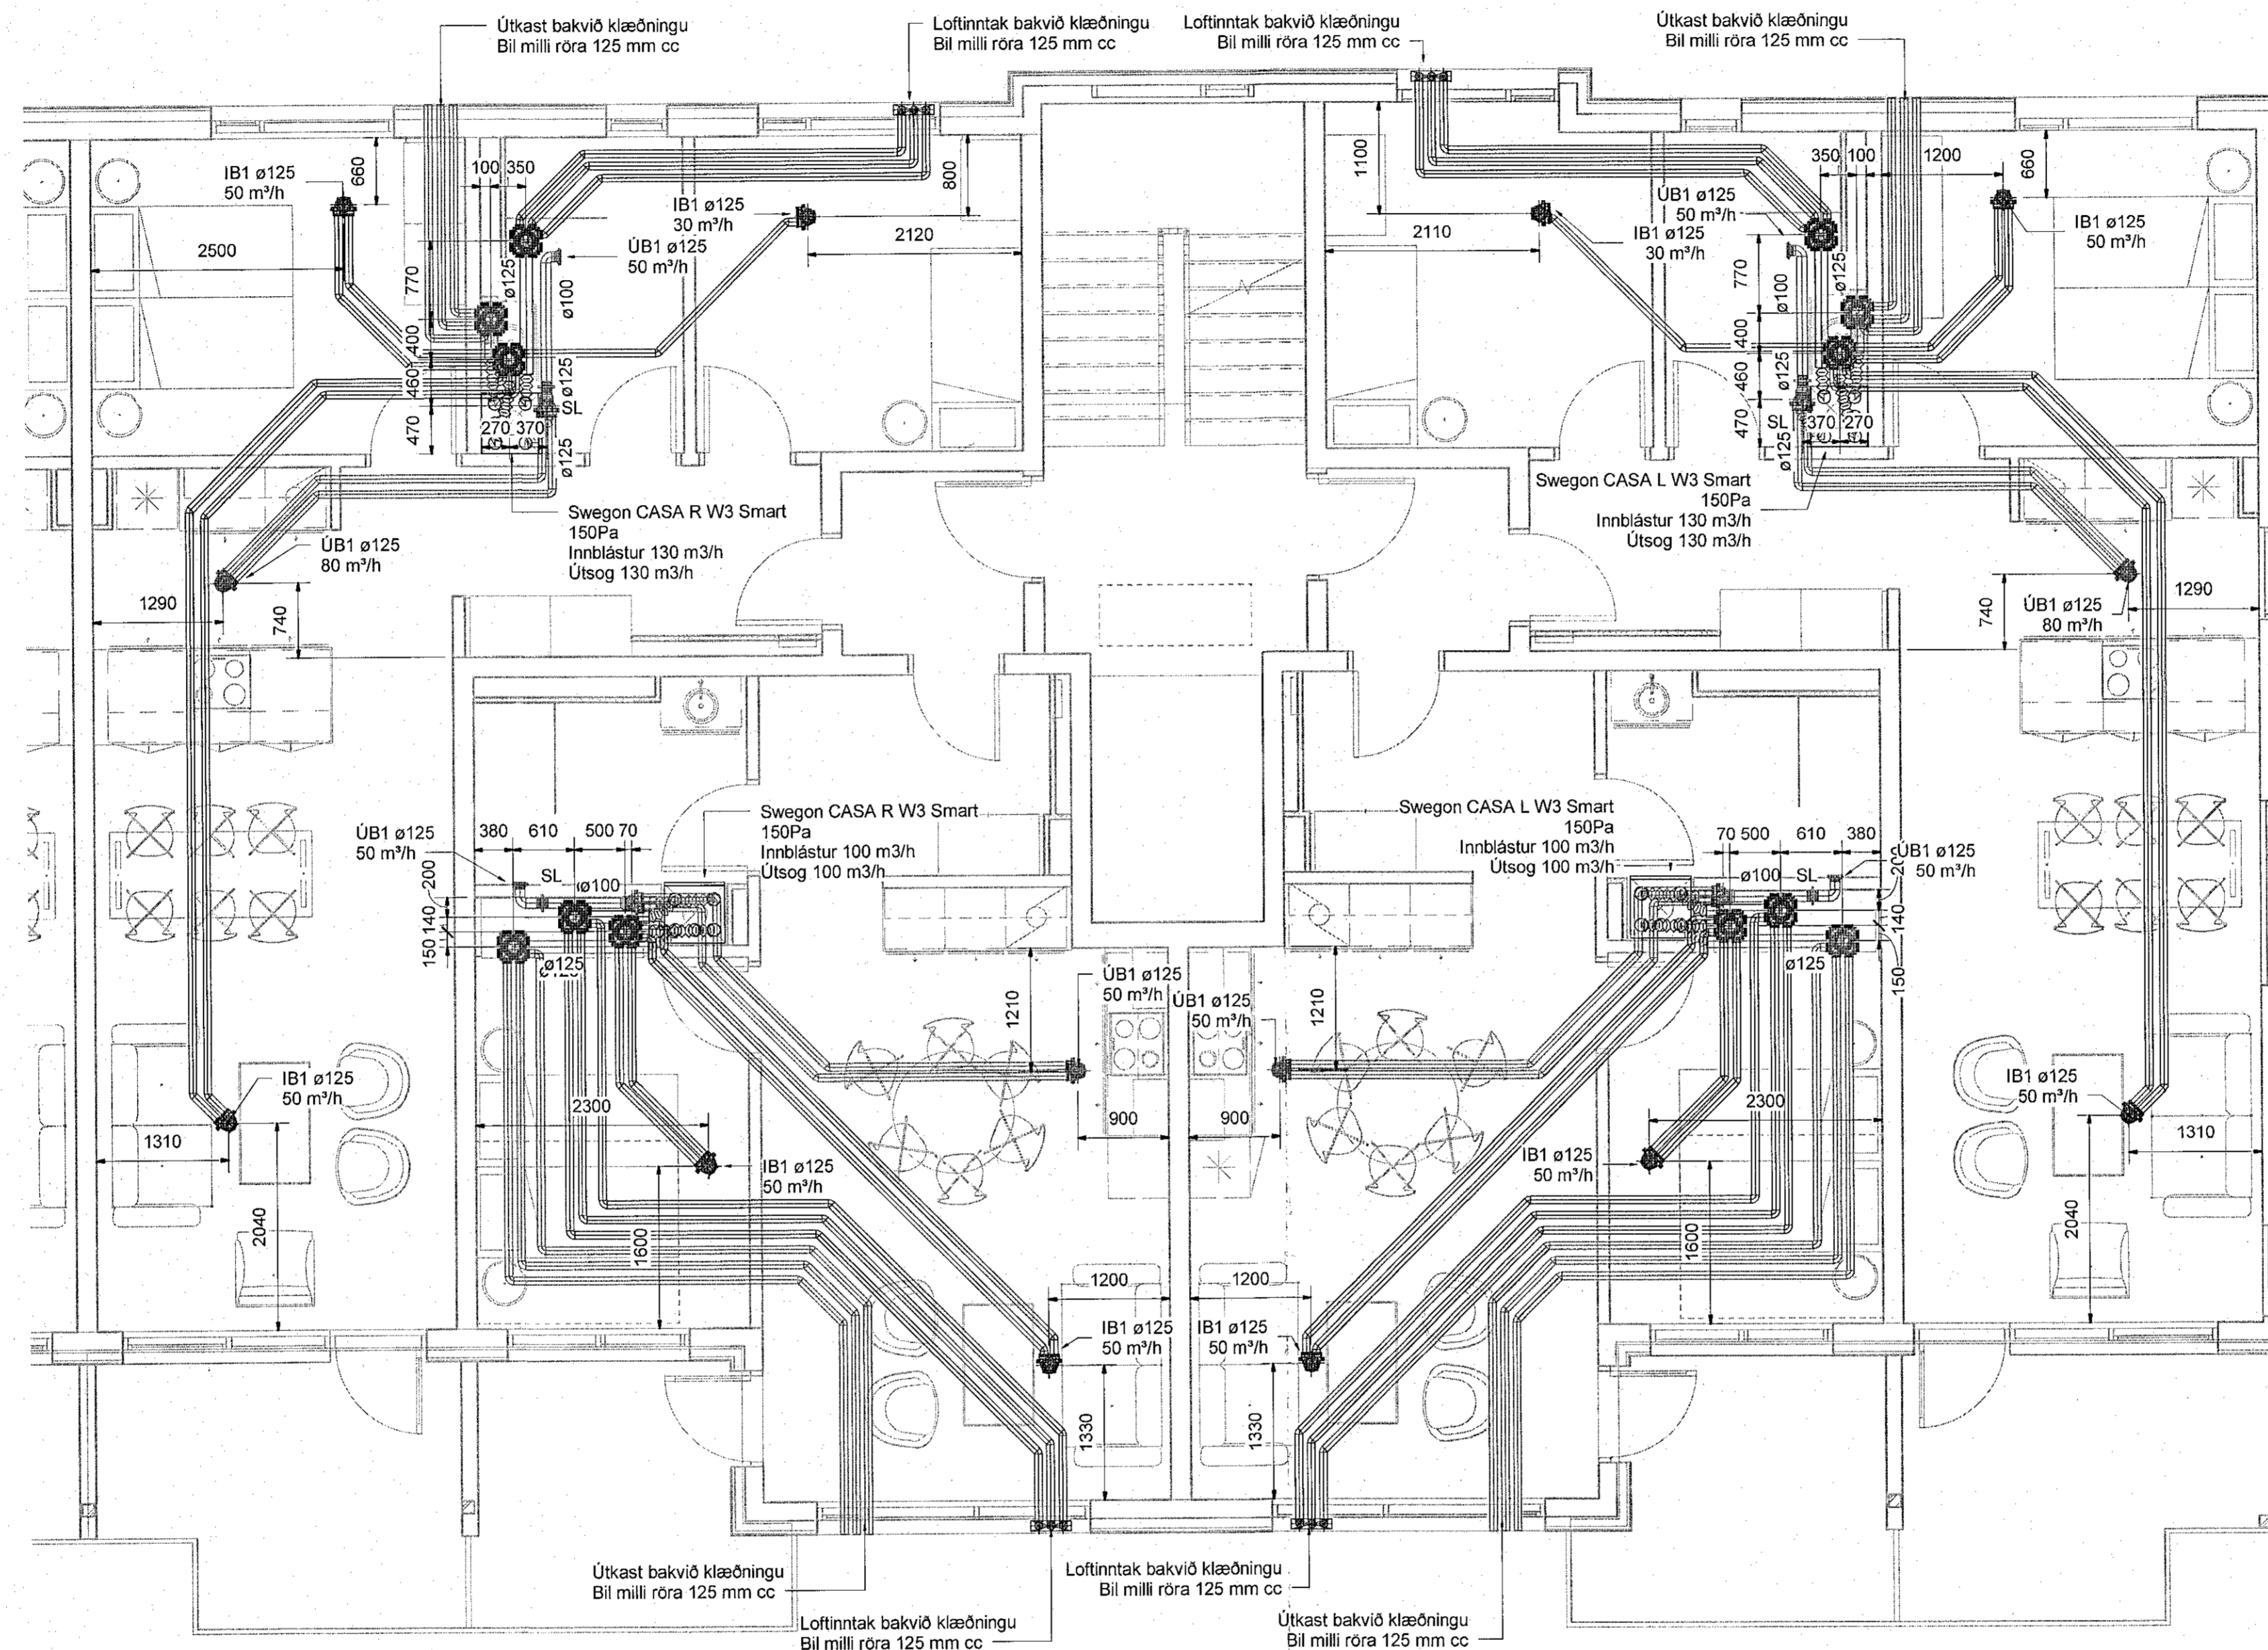 Útkast bakvið klæðningu
Bil milli röra 125 mm cc
Loftinntak bakvið klæðningu
Bil milli röra 125 mm cc
Loftinntak bakvið klæðningu
Bil milli röra 125 mm cc
Útkast bakvið klæðningu
Bil milli röra 125 mm cc
IB1 ø125
50 m³/h
660
100
350
IB1 ø125
30 m³/h
800
ÚB1 ø125
50 m³/h
2120
2500
770
ø125
ø100
400
460
470
ø125
SL
270
370
ø125
1100
2110
350
100
1200
660
ÚB1 ø125
50 m³/h
IB1 ø125
30 m³/h
IB1 ø125
50 m³/h
770
ø100
ø125
400
460
470
ø125
SL
370
270
ø125
Swegon CASA R W3 Smart
150Pa
Innblástur 130 m3/h
Útsog 130 m3/h
Swegon CASA L W3 Smart
150Pa
Innblástur 130 m3/h
Útsog 130 m3/h
ÚB1 ø125
80 m³/h
1290
740
740
ÚB1 ø125
80 m³/h
1290
ÚB1 ø125
50 m³/h
380
610
500
70
200
140
150
SL
ø100
ø125
Swegon CASA R W3 Smart
150Pa
Innblástur 100 m3/h
Útsog 100 m3/h
Swegon CASA L W3 Smart
150Pa
Innblástur 100 m3/h
Útsog 100 m3/h
70
500
610
380
ø100
SL
ÚB1 ø125
50 m³/h
140
150
ø125
1210
ÚB1 ø125
50 m³/h
ÚB1 ø125
50 m³/h
1210
900
900
IB1 ø125
50 m³/h
1310
2040
2300
IB1 ø125
50 m³/h
1600
2300
IB1 ø125
50 m³/h
1600
IB1 ø125
50 m³/h
1310
2040
1200
1200
IB1 ø125
50 m³/h
IB1 ø125
50 m³/h
1330
1330
Útkast bakvið klæðningu
Bil milli röra 125 mm cc
Loftinntak bakvið klæðningu
Bil milli röra 125 mm cc
Loftinntak bakvið klæðningu
Bil milli röra 125 mm cc
Útkast bakvið klæðningu
Bil milli röra 125 mm cc